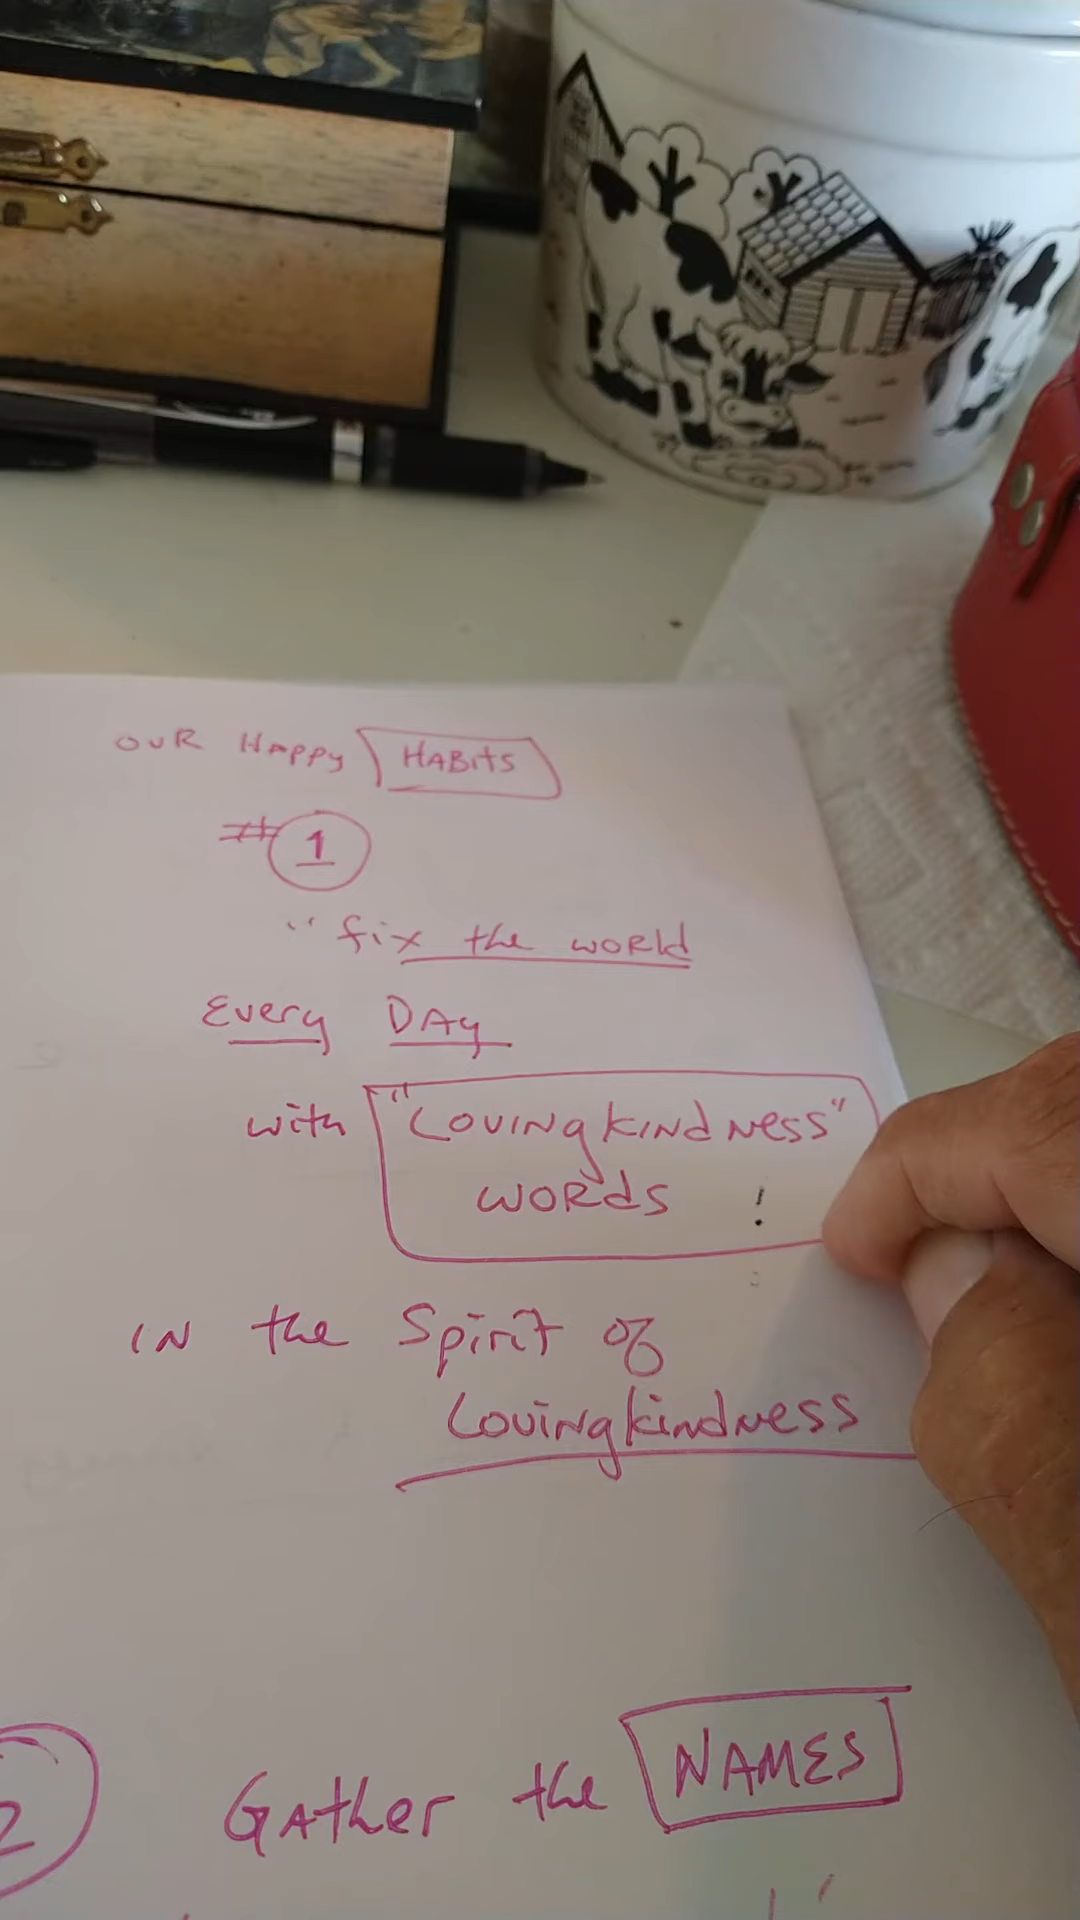 OUR HAPPY HABITS
#1
"fix the world
Every DAy
with "LOVINGkINdNESS"
WORdS !
IN the Spirit of
Lovingkindness
2 GAther the NAMES